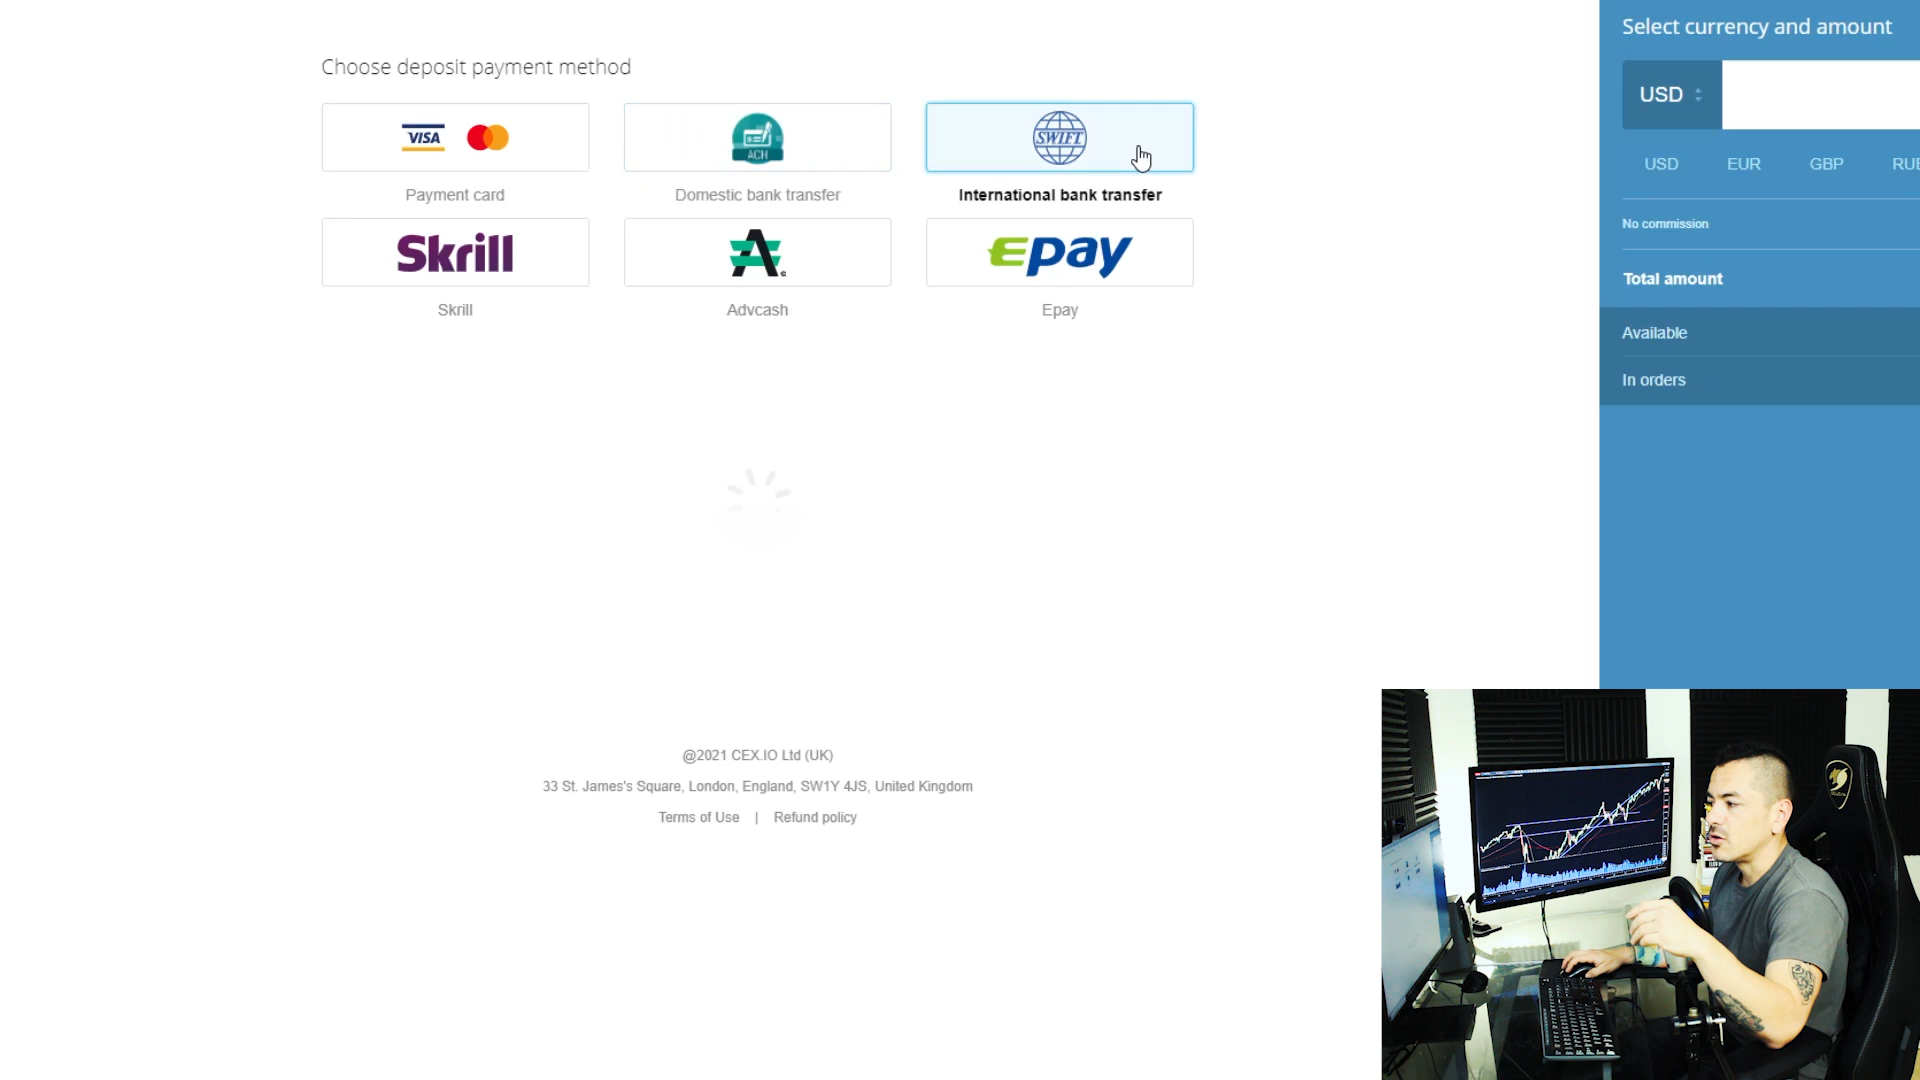 Choose deposit payment method
VISA
ACH
SWIFT
Payment card
Domestic bank transfer
International bank transfer
Skrill
Epay
Skrill
Advcash
Epay
@2021 CEX.IO Ltd (UK)
33 St. James's Square, London, England, SW1Y 4JS, United Kingdom
Terms of Use | Refund policy
Select currency and amount
USD
USD EUR GBP RUB
No commission
Total amount
Available
In orders